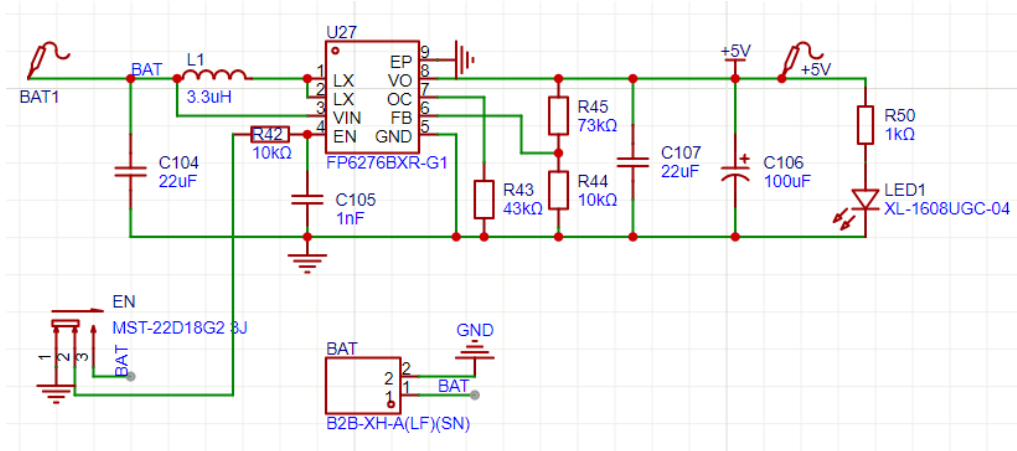 BAT1
BAT
L1
3.3uH
U27
1
2
3
4
LX
LX
VIN
EN
EP
VO
OC
FB
GND
9
8
7
6
5
FP6276BXR-G1
R42
10kΩ
C104
22uF
C105
1nF
R43
43kΩ
R45
73kΩ
R44
10kΩ
C107
22uF
+5V
+5V
+
C106
100uF
R50
1kΩ
LED1
XL-1608UGC-04
EN
MST-22D18G2 3J
1
2
3
BAT
BAT
2
1
2
1
GND
BAT
B2B-XH-A(LF)(SN)